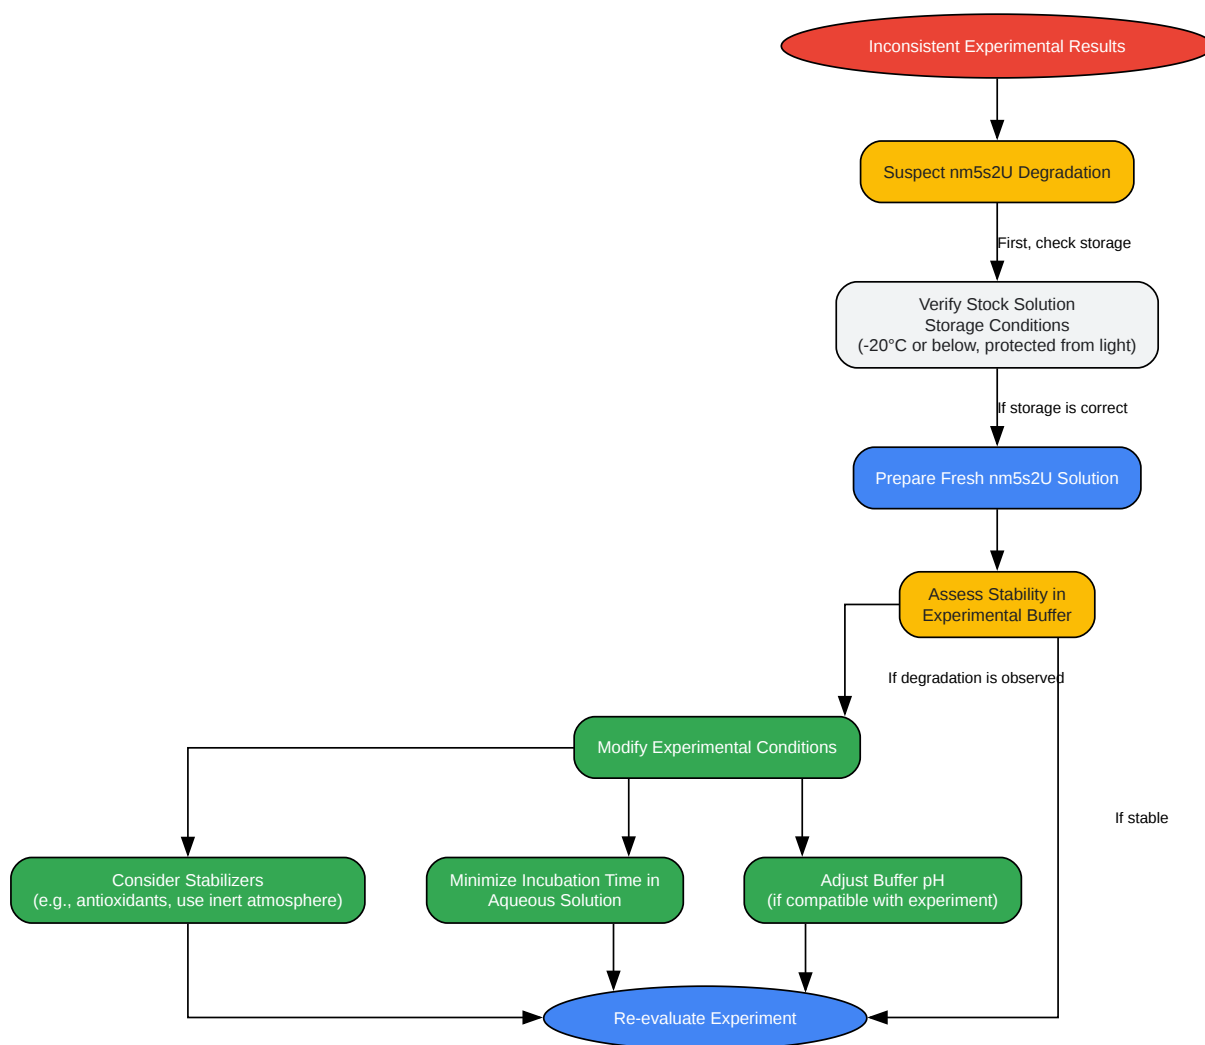 Inconsistent Experimental Results
Suspect nm5s2U Degradation
First, check storage
Verify Stock Solution
Storage Conditions
(-20°C or below, protected from light)
If storage is correct
Prepare Fresh nm5s2U Solution
Assess Stability in
Experimental Buffer
If degradation is observed
Modify Experimental Conditions
If stable
Consider Stabilizers
(e.g., antioxidants, use inert atmosphere)
Minimize Incubation Time in
Aqueous Solution
Adjust Buffer pH
(if compatible with experiment)
Re-evaluate Experiment